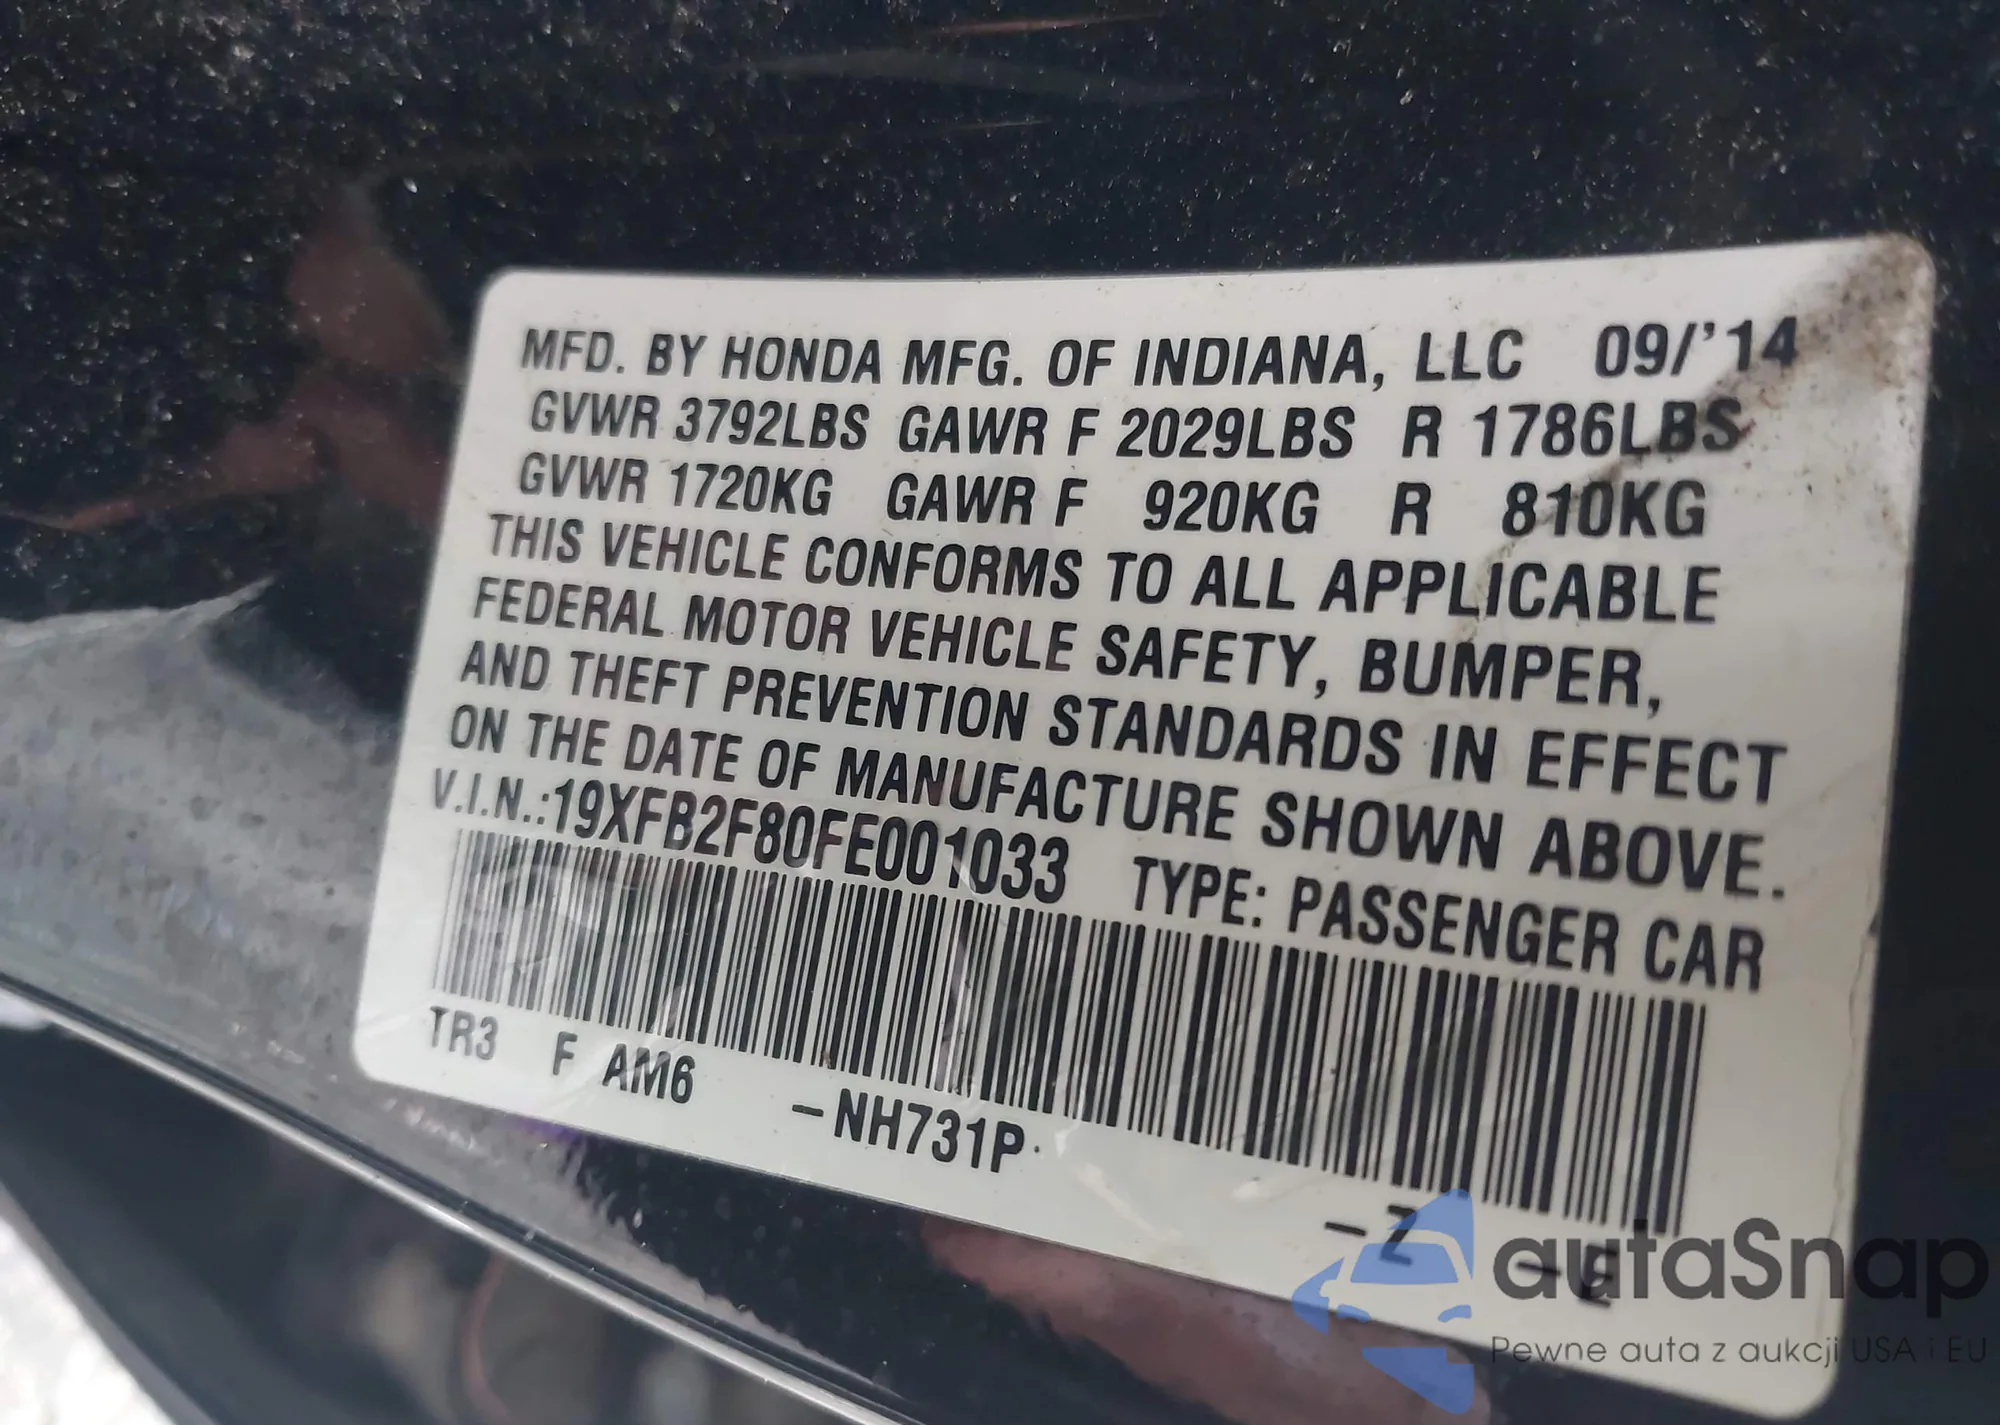 MFD. BY HONDA MFG. OF INDIANA, LLC 09/'14
GVWR 3792LBS GAWR F 2029LBS R 1786LBS
GVWR 1720KG GAWR F 920KG R 810KG
THIS VEHICLE CONFORMS TO ALL APPLICABLE
FEDERAL MOTOR VEHICLE SAFETY, BUMPER,
AND THEFT PREVENTION STANDARDS IN EFFECT
ON THE DATE OF MANUFACTURE SHOWN ABOVE.
V.I.N.:19XFB2F80FE001033 TYPE: PASSENGER CAR
TR3 F AM6 -NH731P -Z -E
autaSnap
Pewne auta z aukcji USA i EU